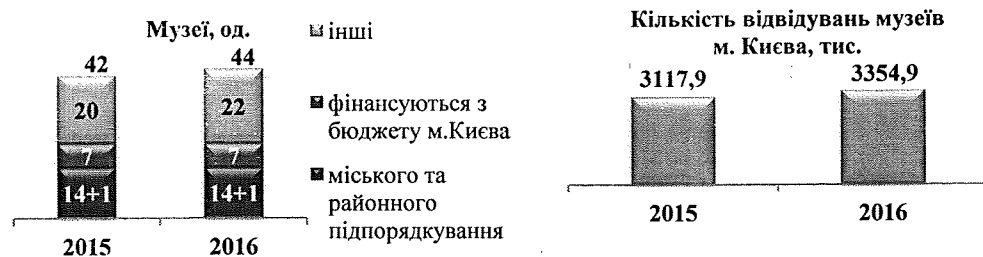 Музеї, од.
42
44
20
22
7
7
14+1
14+1
2015
2016
інші
фінансуються з
бюджету м.Києва
міського та
районного
підпорядкування
Кількість відвідувань музеїв
м. Києва, тис.
3117,9
3354,9
2015
2016